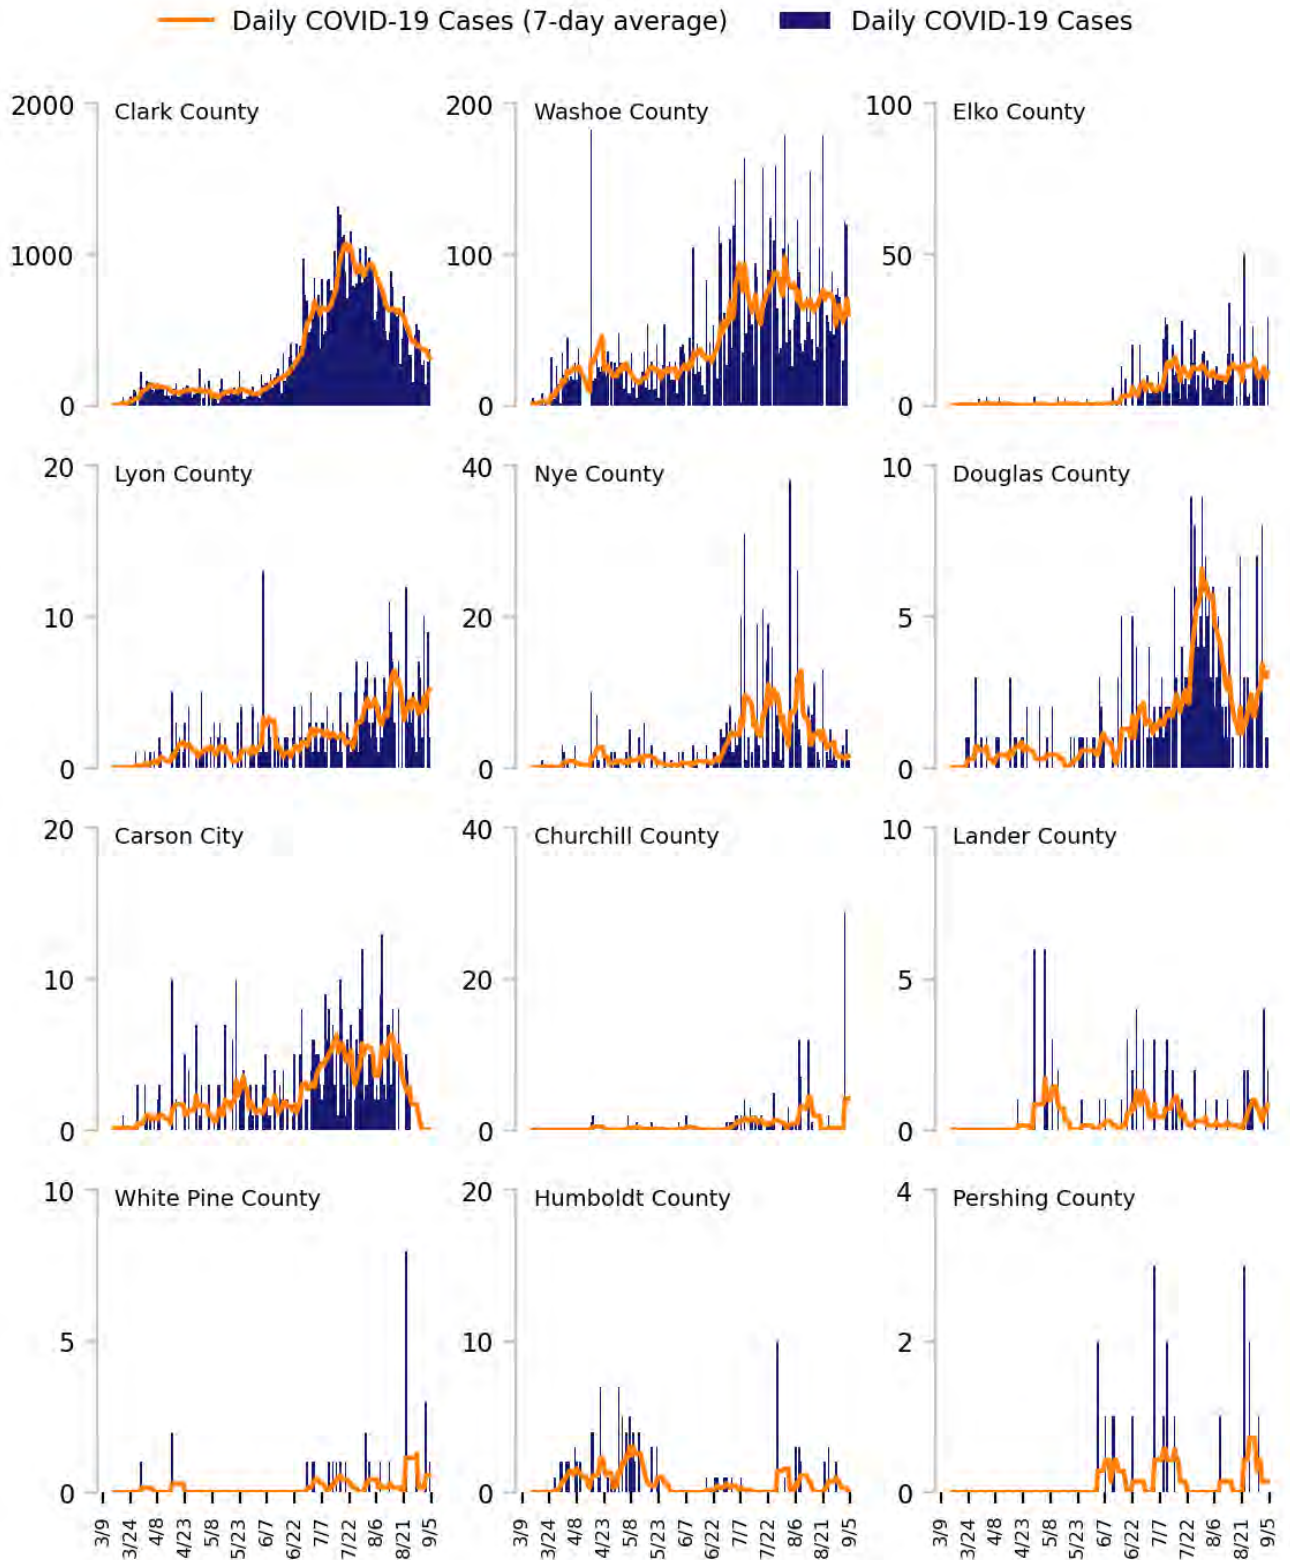 Daily COVID-19 Cases (7-day average) Daily COVID-19 Cases
2000 Clark County 200 Washoe County 100 Elko County
1000 100 50
0 0 0
20 Lyon County 40 Nye County 10 Douglas County
10 20 5
0 0 0
20 Carson City 40 Churchill County 10 Lander County
10 20 5
0 0 0
10 White Pine County 20 Humboldt County 4 Pershing County
5 10 2
0 0 0
3/9 3/24 4/8 4/23 5/8 5/23 6/7 6/22 7/7 7/22 8/6 8/21 9/5 3/9 3/24 4/8 4/23 5/8 5/23 6/7 6/22 7/7 7/22 8/6 8/21 9/5 3/9 3/24 4/8 4/23 5/8 5/23 6/7 6/22 7/7 7/22 8/6 8/21 9/5